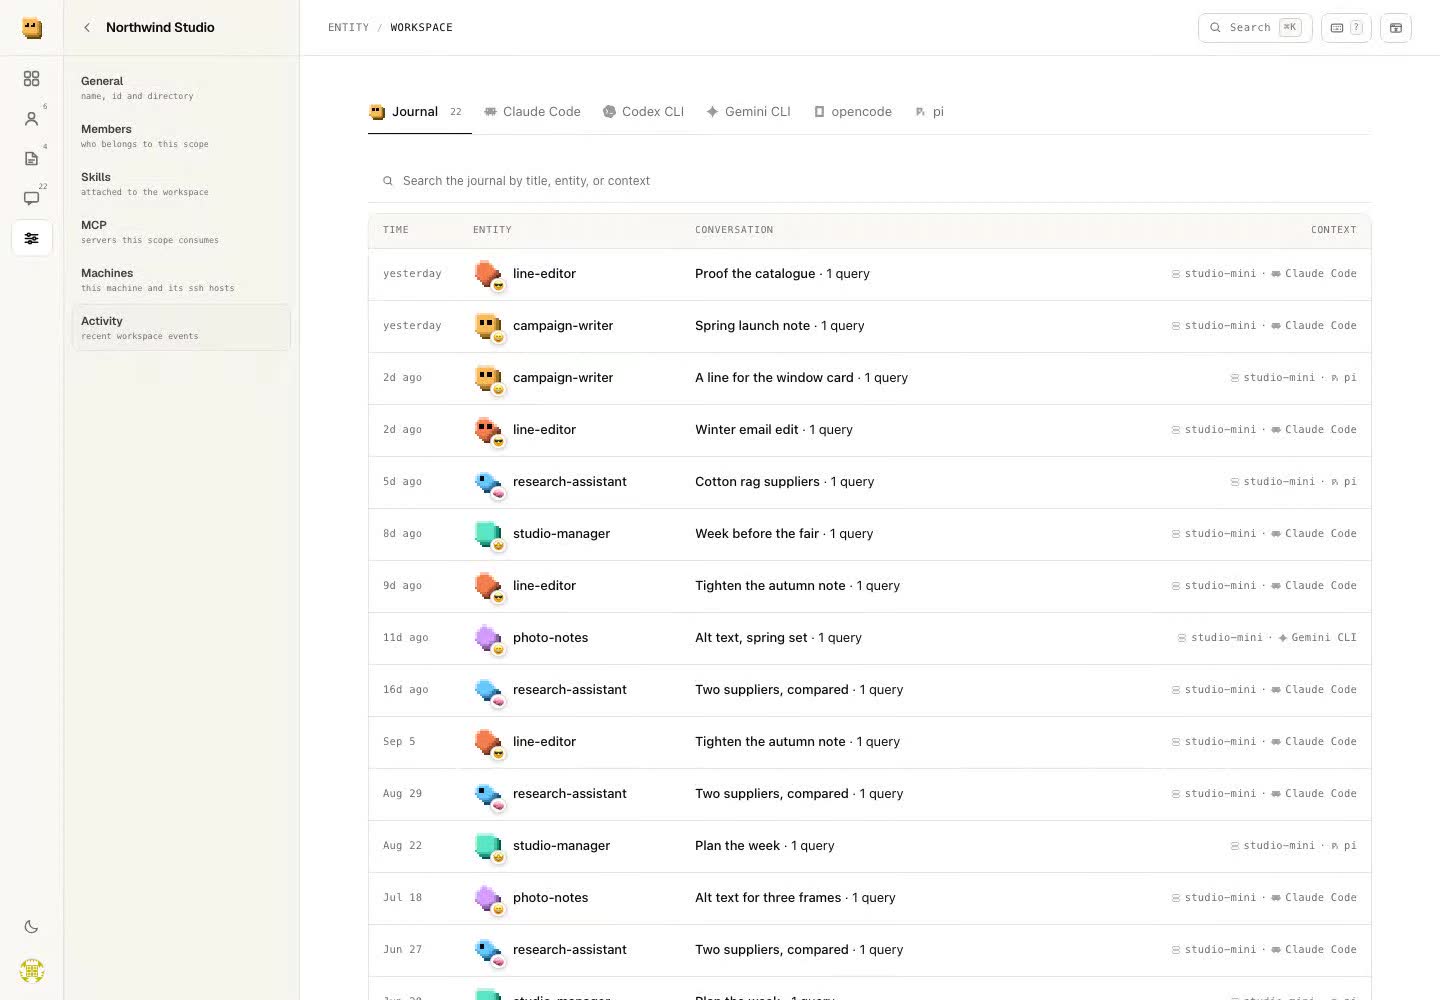 Northwind Studio
ENTITY / WORKSPACE
Search ⌘K
?
6
4
22
General
name, id and directory
Members
who belongs to this scope
Skills
attached to the workspace
MCP
servers this scope consumes
Machines
this machine and its ssh hosts
Activity
recent workspace events
Journal 22
Claude Code
Codex CLI
Gemini CLI
opencode
pi
Search the journal by title, entity, or context
TIME ENTITY CONVERSATION CONTEXT
yesterday line-editor Proof the catalogue · 1 query studio-mini · Claude Code
yesterday campaign-writer Spring launch note · 1 query studio-mini · Claude Code
2d ago campaign-writer A line for the window card · 1 query studio-mini · pi
2d ago line-editor Winter email edit · 1 query studio-mini · Claude Code
5d ago research-assistant Cotton rag suppliers · 1 query studio-mini · pi
8d ago studio-manager Week before the fair · 1 query studio-mini · Claude Code
9d ago line-editor Tighten the autumn note · 1 query studio-mini · Claude Code
11d ago photo-notes Alt text, spring set · 1 query studio-mini · Gemini CLI
16d ago research-assistant Two suppliers, compared · 1 query studio-mini · Claude Code
Sep 5 line-editor Tighten the autumn note · 1 query studio-mini · Claude Code
Aug 29 research-assistant Two suppliers, compared · 1 query studio-mini · Claude Code
Aug 22 studio-manager Plan the week · 1 query studio-mini · pi
Jul 18 photo-notes Alt text for three frames · 1 query studio-mini · Claude Code
Jun 27 research-assistant Two suppliers, compared · 1 query studio-mini · Claude Code